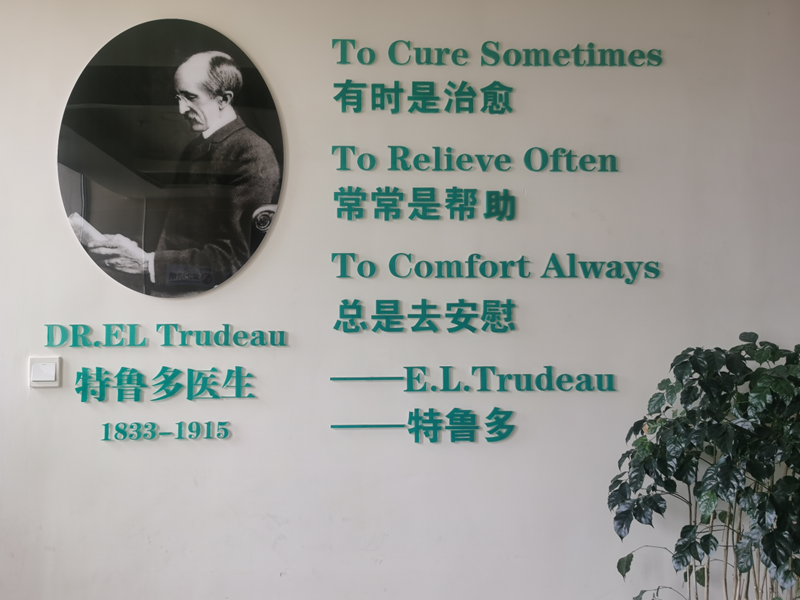 To Cure Sometimes
有时是治愈
To Relieve Often
常常是帮助
To Comfort Always
总是去安慰
——E.L.Trudeau
——特鲁多
DR.EL Trudeau
特鲁多医生
1833-1915